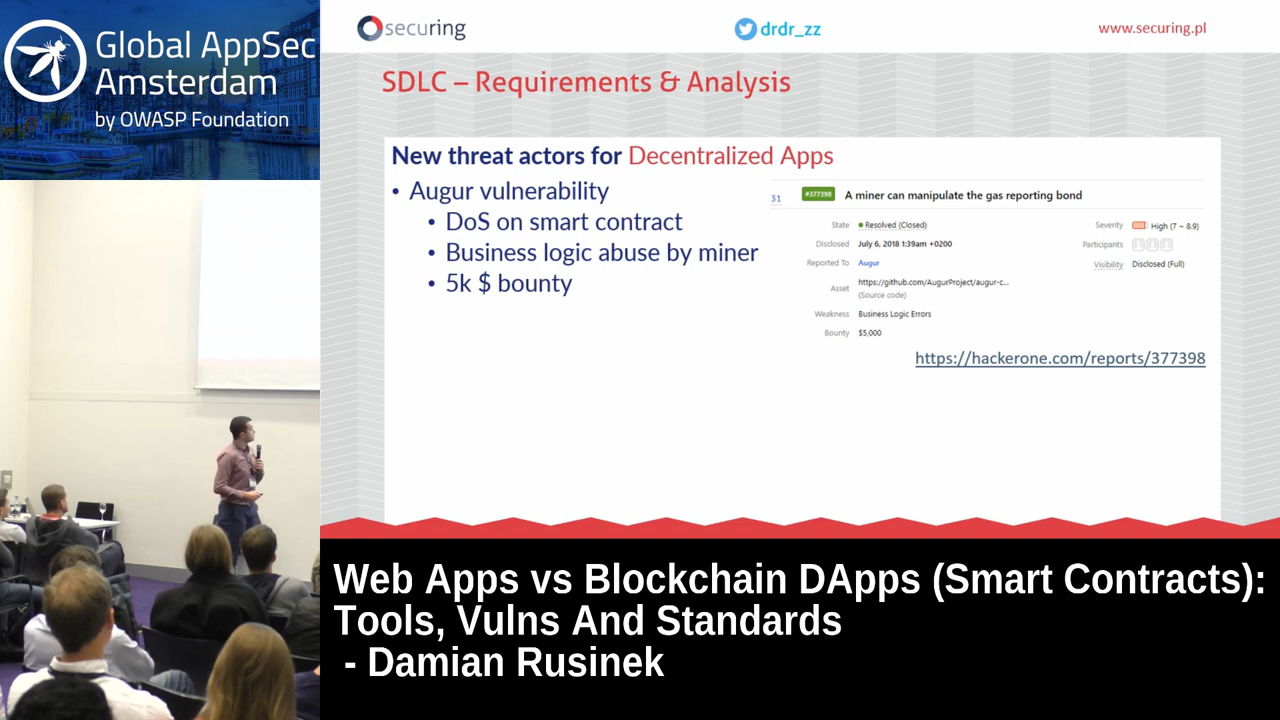 Global AppSec
Amsterdam
by OWASP Foundation
securing
drdr_zz
www.securing.pl
SDLC – Requirements & Analysis
New threat actors for Decentralized Apps
• Augur vulnerability
• DoS on smart contract
• Business logic abuse by miner
• 5k $ bounty
31
#377398
A miner can manipulate the gas reporting bond
State Resolved (Closed)
Severity High (7 ~ 8.9)
Disclosed July 6, 2018 1:39am +0200
Participants
Reported To Augur
Visibility Disclosed (Full)
Asset https://github.com/AugurProject/augur-c...
(Source code)
Weakness Business Logic Errors
Bounty $5,000
https://hackerone.com/reports/377398
Web Apps vs Blockchain DApps (Smart Contracts):
Tools, Vulns And Standards
- Damian Rusinek